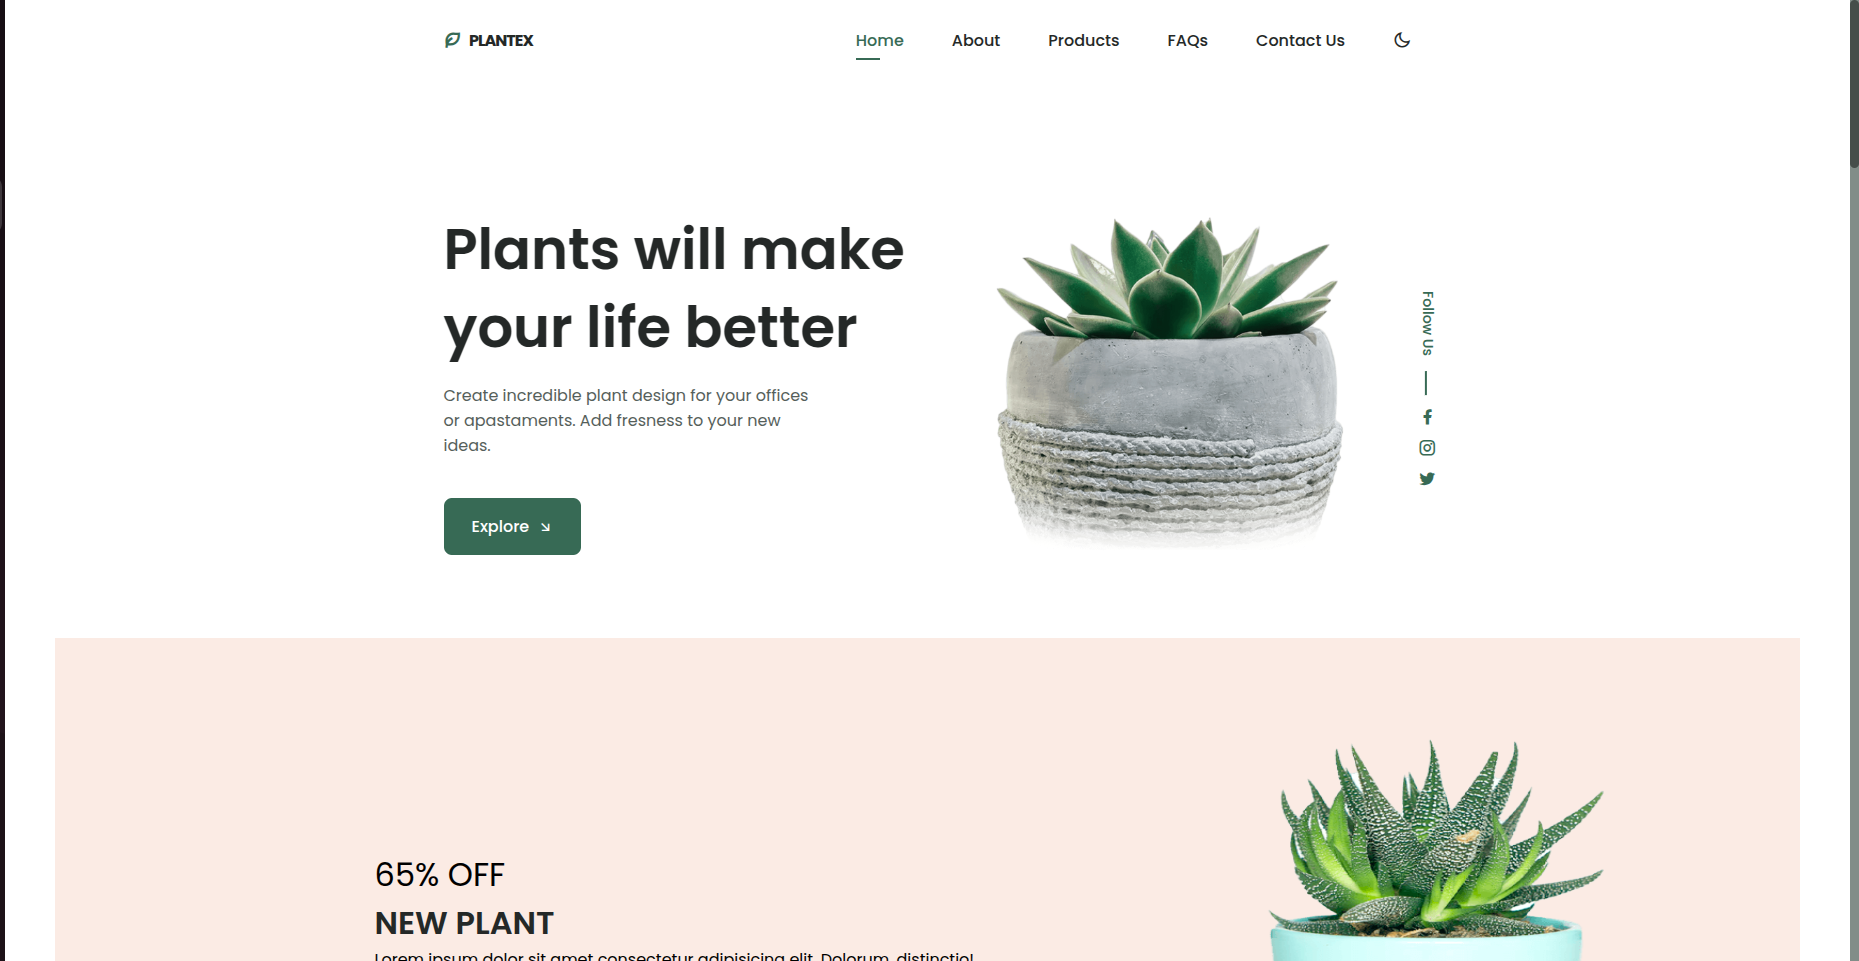 PLANTEX
Home
About
Products
FAQs
Contact Us
Plants will make
your life better
Create incredible plant design for your offices
or apastaments. Add fresness to your new
ideas.
Explore
Follow Us
65% OFF
NEW PLANT
Lorem ipsum dolor sit amet consectetur adipisicing elit. Dolorum, distinctio!